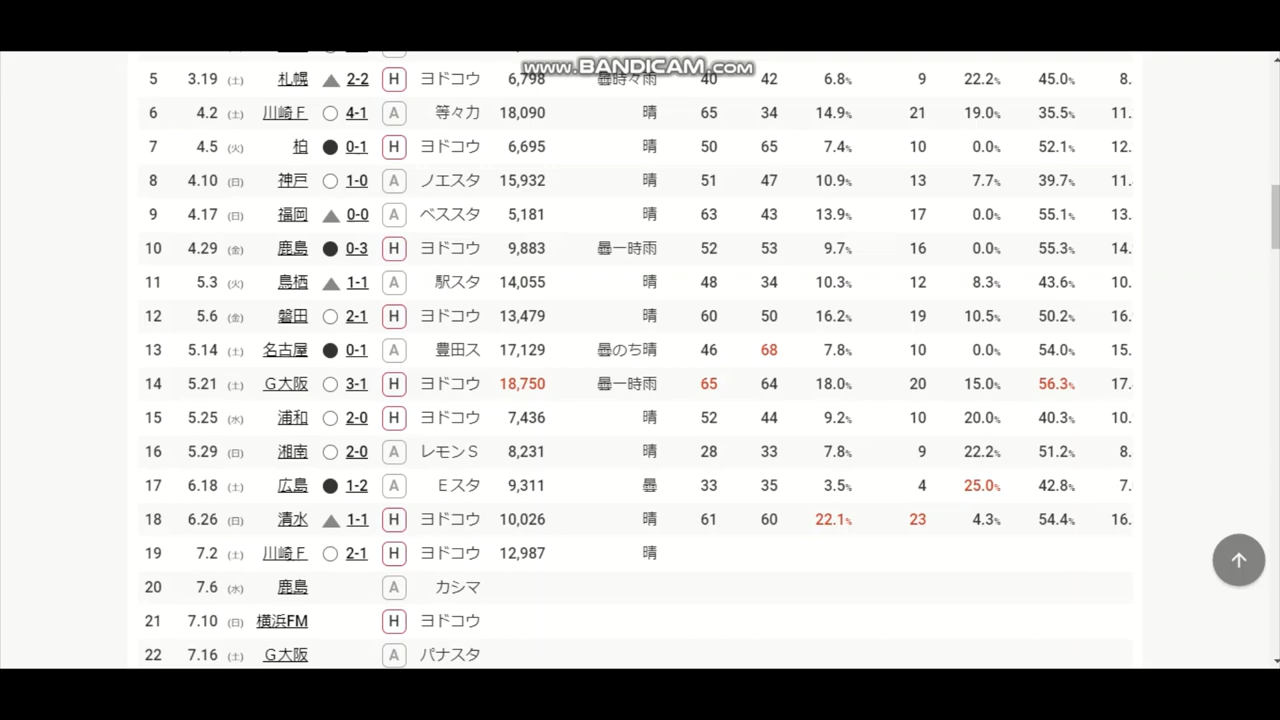 www.BANDICAM.com
5 3.19 (土) 札幌 ▲ 2-2 H ヨドコウ 6,798 曇時々雨 40 42 6.8% 9 22.2% 45.0% 8.
6 4.2 (土) 川崎F ○ 4-1 A 等々力 18,090 晴 65 34 14.9% 21 19.0% 35.5% 11.
7 4.5 (火) 柏 ● 0-1 H ヨドコウ 6,695 晴 50 65 7.4% 10 0.0% 52.1% 12.
8 4.10 (日) 神戸 ○ 1-0 A ノエスタ 15,932 晴 51 47 10.9% 13 7.7% 39.7% 11.
9 4.17 (日) 福岡 ▲ 0-0 A ベススタ 5,181 晴 63 43 13.9% 17 0.0% 55.1% 13.
10 4.29 (金) 鹿島 ● 0-3 H ヨドコウ 9,883 曇一時雨 52 53 9.7% 16 0.0% 55.3% 14.
11 5.3 (火) 鳥栖 ▲ 1-1 A 駅スタ 14,055 晴 48 34 10.3% 12 8.3% 43.6% 10.
12 5.6 (金) 磐田 ○ 2-1 H ヨドコウ 13,479 晴 60 50 16.2% 19 10.5% 50.2% 16.
13 5.14 (土) 名古屋 ● 0-1 A 豊田ス 17,129 曇のち晴 46 68 7.8% 10 0.0% 54.0% 15.
14 5.21 (土) G大阪 ○ 3-1 H ヨドコウ 18,750 曇一時雨 65 64 18.0% 20 15.0% 56.3% 17.
15 5.25 (水) 浦和 ○ 2-0 H ヨドコウ 7,436 晴 52 44 9.2% 10 20.0% 40.3% 10.
16 5.29 (日) 湘南 ○ 2-0 A レモンS 8,231 晴 28 33 7.8% 9 22.2% 51.2% 8.
17 6.18 (土) 広島 ● 1-2 A Eスタ 9,311 曇 33 35 3.5% 4 25.0% 42.8% 7.
18 6.26 (日) 清水 ▲ 1-1 H ヨドコウ 10,026 晴 61 60 22.1% 23 4.3% 54.4% 16.
19 7.2 (土) 川崎F ○ 2-1 H ヨドコウ 12,987 晴
20 7.6 (水) 鹿島 A カシマ
21 7.10 (日) 横浜FM H ヨドコウ
22 7.16 (土) G大阪 A パナスタ